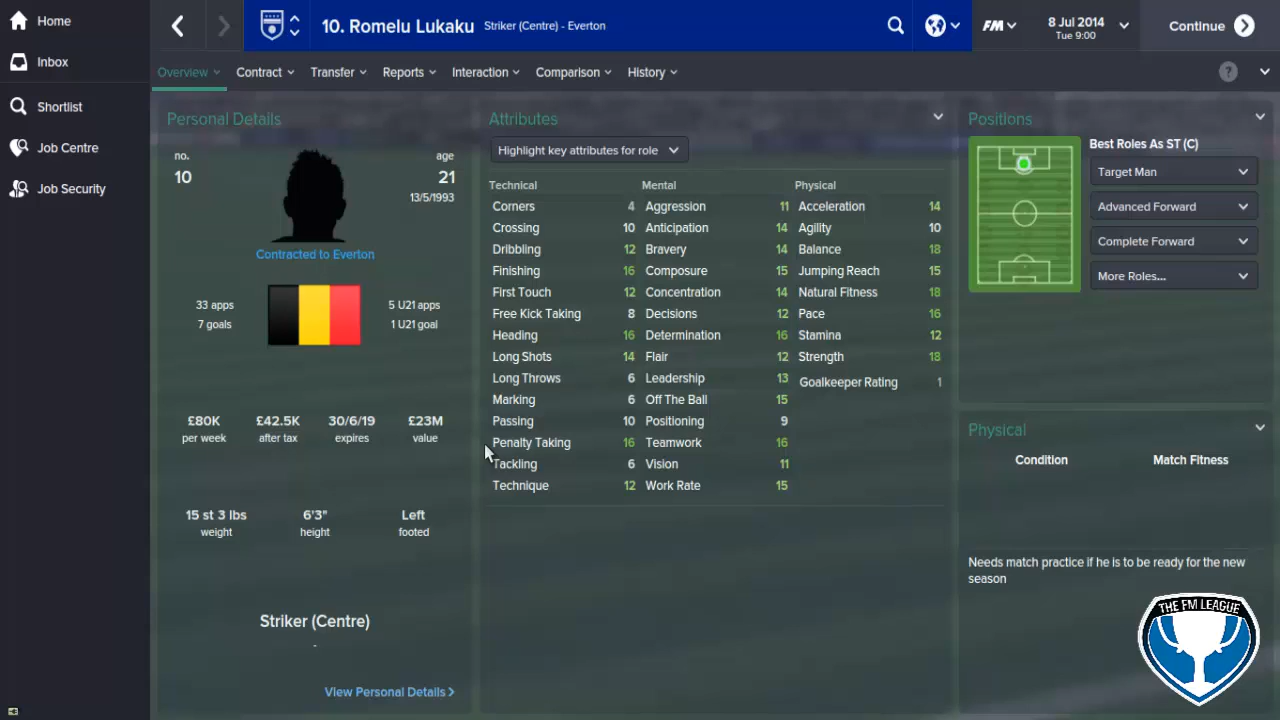 Home
Inbox
Shortlist
Job Centre
Job Security
10. Romelu Lukaku Striker (Centre) - Everton
FM
8 Jul 2014
Tue 9:00
Continue
Overview Contract Transfer Reports Interaction Comparison History
?
Personal Details
no.
10
age
21
13/5/1993
Contracted to Everton
33 apps
7 goals
5 U21 apps
1 U21 goal
£80K
per week
£42.5K
after tax
30/6/19
expires
£23M
value
15 st 3 lbs
weight
6'3"
height
Left
footed
Striker (Centre)
-
View Personal Details >
Attributes
Highlight key attributes for role
Technical Mental Physical
Corners 4 Aggression 11 Acceleration 14
Crossing 10 Anticipation 14 Agility 10
Dribbling 12 Bravery 14 Balance 18
Finishing 16 Composure 15 Jumping Reach 15
First Touch 12 Concentration 14 Natural Fitness 18
Free Kick Taking 8 Decisions 12 Pace 16
Heading 16 Determination 16 Stamina 12
Long Shots 14 Flair 12 Strength 18
Long Throws 6 Leadership 13 Goalkeeper Rating 1
Marking 6 Off The Ball 15
Passing 10 Positioning 9
Penalty Taking 16 Teamwork 16
Tackling 6 Vision 11
Technique 12 Work Rate 15
Positions
Best Roles As ST (C)
Target Man
Advanced Forward
Complete Forward
More Roles...
Physical
Condition Match Fitness
Needs match practice if he is to be ready for the new
season
THE FM LEAGUE